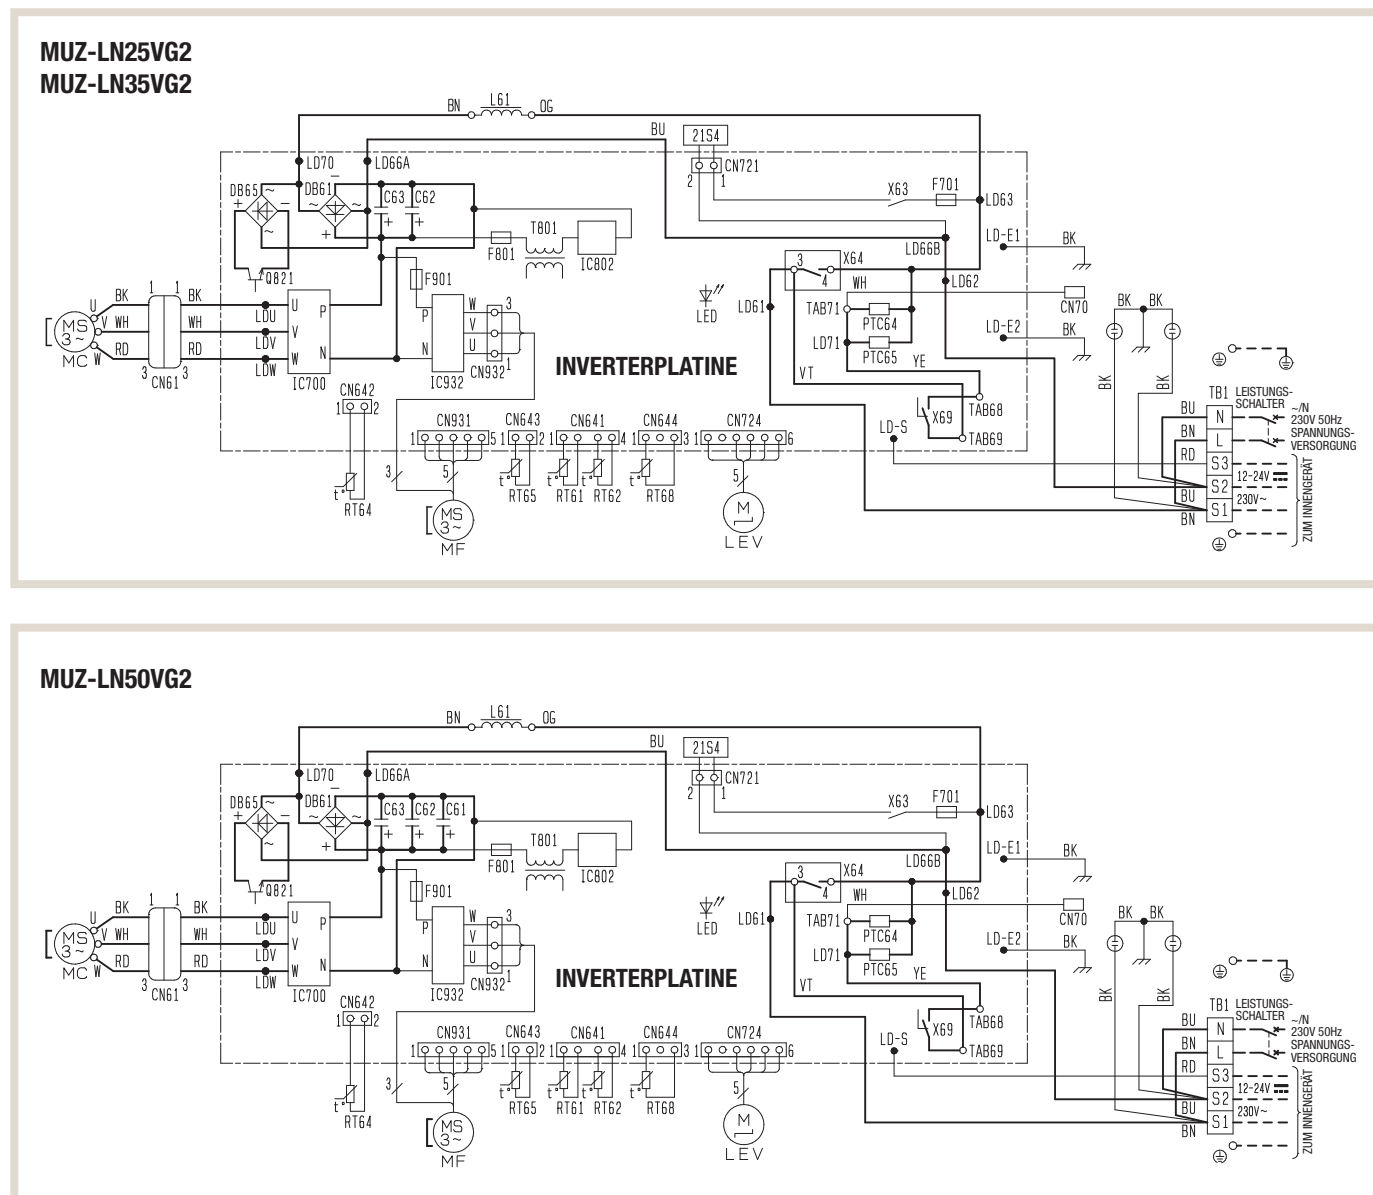 MUZ-LN25VG2
MUZ-LN35VG2
BN L61 OG
BU 21S4
LD70 LD66A CN721
2 1
DB65 ~ DB61 − C63 C62 X63 F701 LD63
+ − ~ ~ + +
~ +
T801
F801 IC802 LD66B LD-E1 BK
Q821 F901 3 X64
4 WH LD62
U BK 1 1 BK LDU U P W 3 LED LD61 TAB71 PTC64 CN70 BK BK
MS 3~ V WH WH LDV V P V LD71 PTC65 LD-E2 BK
MC W RD RD LDW W N N U 1 YE
3 CN61 3 IC700 IC932 CN932 INVERTERPLATINE VT
CN642 BK BK TB1 LEISTUNGS-
SCHALTER
1 2 X69 TAB68 BU N ~/N
230V 50Hz
CN931 CN643 CN641 CN644 CN724 LD-S TAB69 BN L SPANNUNGS-
VERSORGUNG
1 5 1 2 1 4 1 3 1 6 RD S3
3 5 5 12-24V
t° RT64 t° RT65 t° RT61 t° RT62 t° RT68 S2
BU 230V~
MS 3~ M BN S1
MF LEV ZUM INNENGERÄT
MUZ-LN50VG2
BN L61 OG
BU 21S4
LD70 LD66A CN721
2 1
DB65 ~ DB61 − C63 C62 C61 X63 F701 LD63
+ − ~ ~ + + +
~ +
T801
F801 IC802 LD66B LD-E1 BK
Q821 F901 3 X64
4 WH LD62
U BK 1 1 BK LDU U P W 3 LED LD61 TAB71 PTC64 CN70 BK BK
MS 3~ V WH WH LDV V P V LD71 PTC65 LD-E2 BK
MC W RD RD LDW W N N U 1 YE
3 CN61 3 IC700 IC932 CN932 INVERTERPLATINE VT
CN642 BK BK TB1 LEISTUNGS-
SCHALTER
1 2 X69 TAB68 BU N ~/N
230V 50Hz
CN931 CN643 CN641 CN644 CN724 LD-S TAB69 BN L SPANNUNGS-
VERSORGUNG
1 5 1 2 1 4 1 3 1 6 RD S3
3 5 5 12-24V
t° RT64 t° RT65 t° RT61 t° RT62 t° RT68 S2
BU 230V~
MS 3~ M BN S1
MF LEV ZUM INNENGERÄT